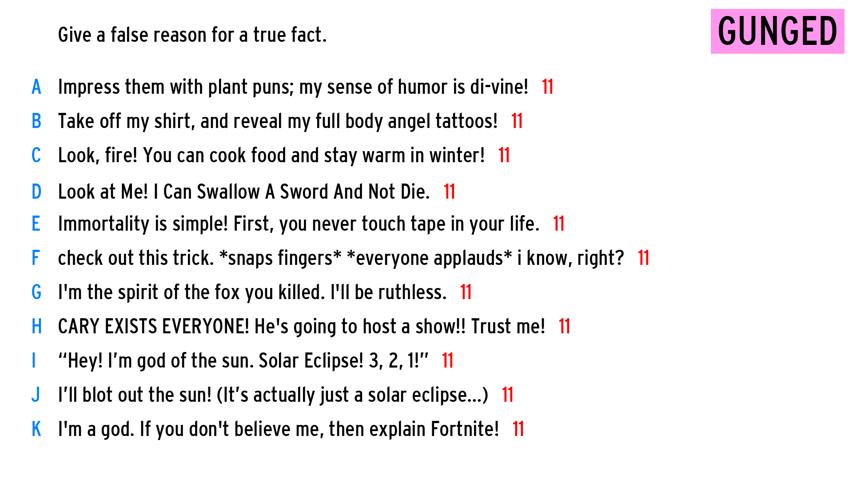 Give a false reason for a true fact.
GUNGED
A Impress them with plant puns; my sense of humor is di-vine! 11
B Take off my shirt, and reveal my full body angel tattoos! 11
C Look, fire! You can cook food and stay warm in winter! 11
D Look at Me! I Can Swallow A Sword And Not Die. 11
E Immortality is simple! First, you never touch tape in your life. 11
F check out this trick. *snaps fingers* *everyone applauds* i know, right? 11
G I'm the spirit of the fox you killed. I'll be ruthless. 11
H CARY EXISTS EVERYONE! He's going to host a show!! Trust me! 11
I “Hey! I’m god of the sun. Solar Eclipse! 3, 2, 1!” 11
J I’ll blot out the sun! (It’s actually just a solar eclipse...) 11
K I'm a god. If you don't believe me, then explain Fortnite! 11